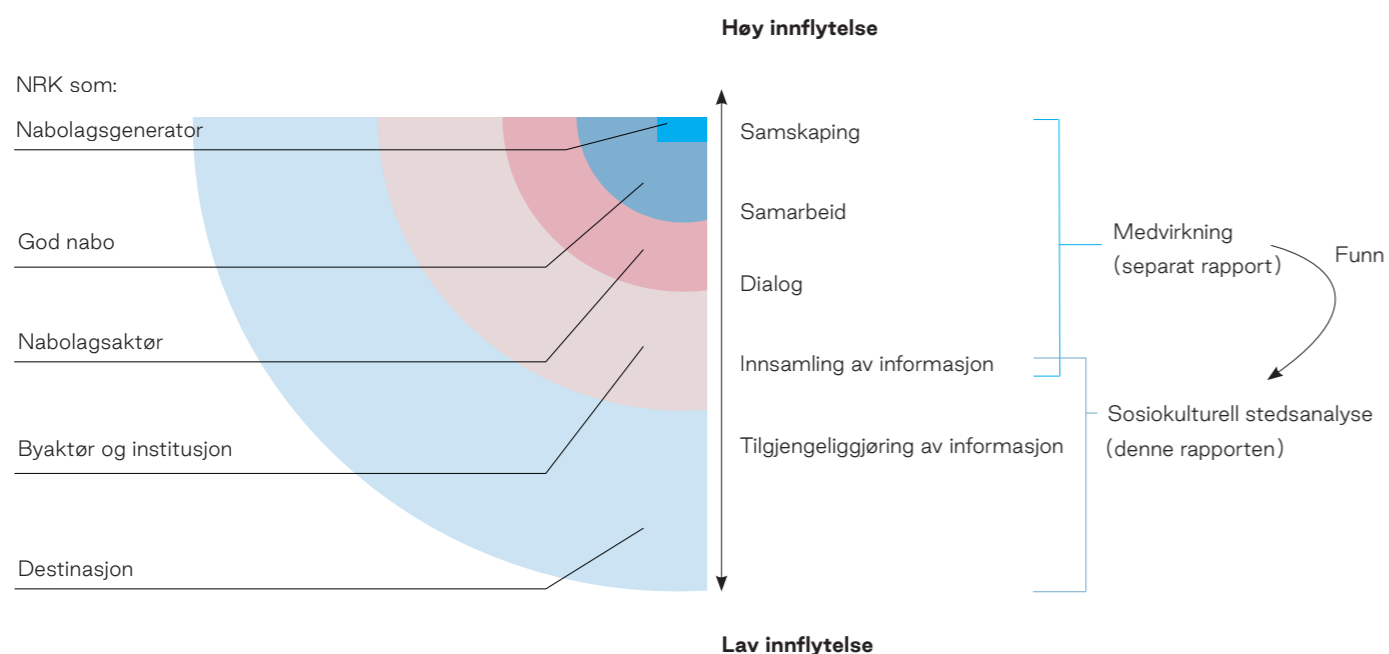 Høy innflytelse
NRK som:
Nabolagsgenerator
God nabo
Nabolagsaktør
Byaktør og institusjon
Destinasjon
Samskaping
Samarbeid
Dialog
Innsamling av informasjon
Tilgjengeliggjøring av informasjon
Medvirkning
(separat rapport)
Funn
Sosiokulturell stedsanalyse
(denne rapporten)
Lav innflytelse